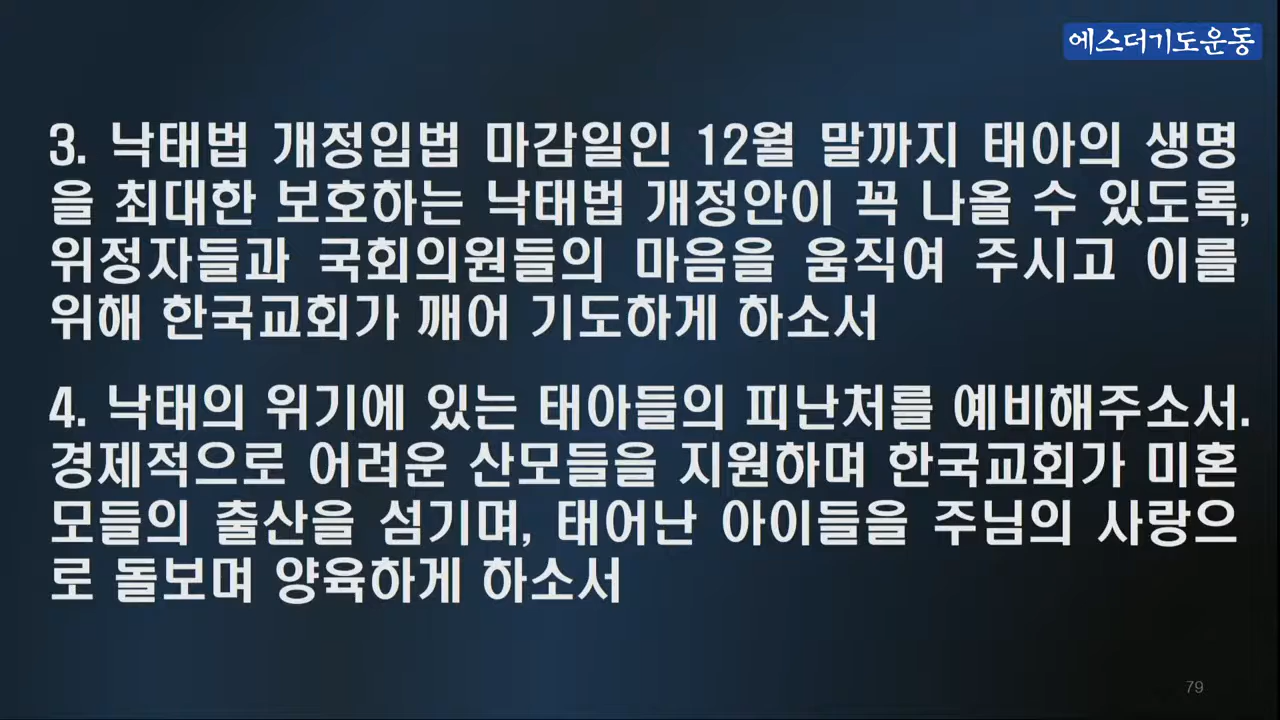 에스더기도운동
3. 낙태법 개정입법 마감일인 12월 말까지 태아의 생명
을 최대한 보호하는 낙태법 개정안이 꼭 나올 수 있도록,
위정자들과 국회의원들의 마음을 움직여 주시고 이를
위해 한국교회가 깨어 기도하게 하소서
4. 낙태의 위기에 있는 태아들의 피난처를 예비해주소서.
경제적으로 어려운 산모들을 지원하며 한국교회가 미혼
모들의 출산을 섬기며, 태어난 아이들을 주님의 사랑으
로 돌보며 양육하게 하소서
79